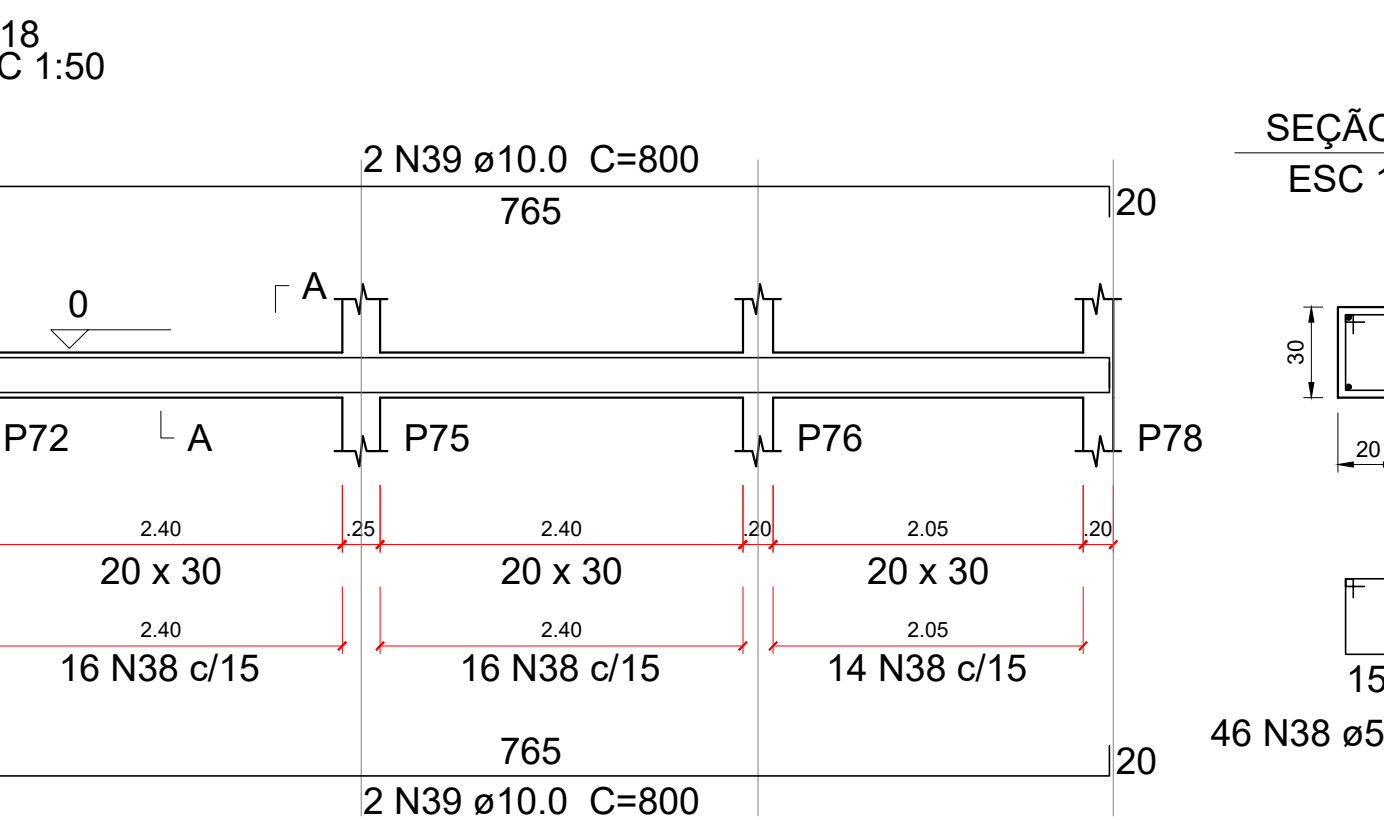 18
C 1:50
2 N39 ø10.0 C=800
765
20
SEÇÃO
ESC 1
0
A
30
P72
A
P75
P76
P78
20
2.40
.25
2.40
.20
2.05
.20
20 x 30
20 x 30
20 x 30
2.40
2.40
2.05
16 N38 c/15
16 N38 c/15
14 N38 c/15
15
46 N38 ø5
765
20
2 N39 ø10.0 C=800